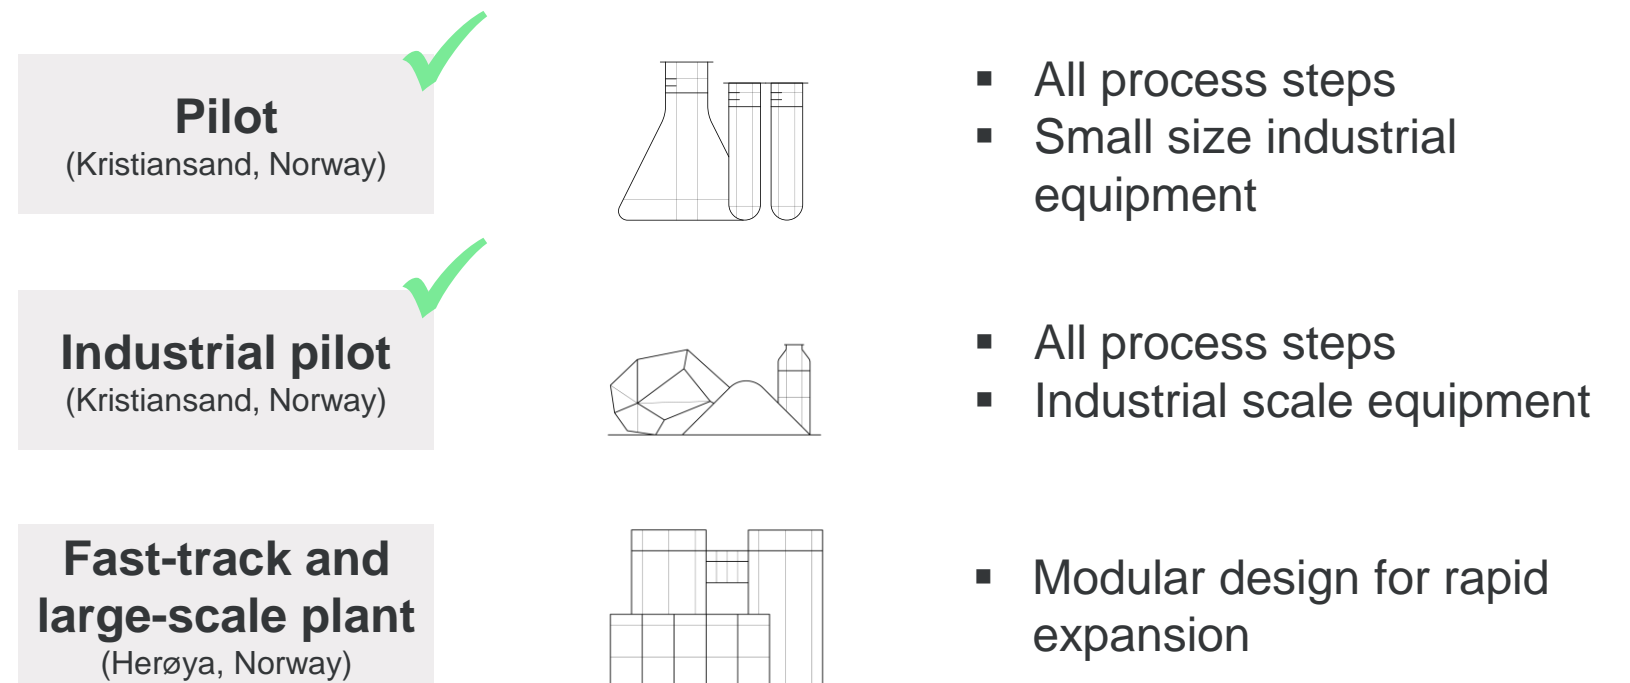 Pilot
(Kristiansand, Norway)
▪ All process steps
▪ Small size industrial
equipment
Industrial pilot
(Kristiansand, Norway)
▪ All process steps
▪ Industrial scale equipment
Fast-track and
large-scale plant
(Herøya, Norway)
▪ Modular design for rapid
expansion